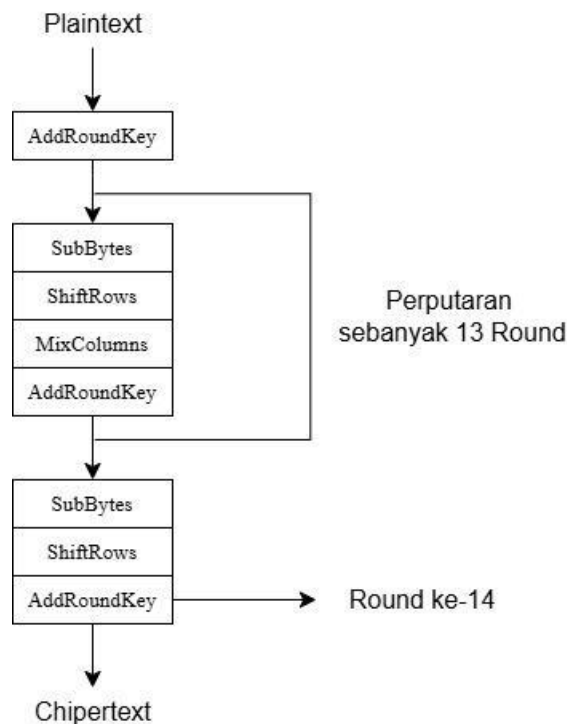 Plaintext
AddRoundKey
SubBytes
ShiftRows
MixColumns
AddRoundKey
Perputaran
sebanyak 13 Round
SubBytes
ShiftRows
AddRoundKey
Round ke-14
Chipertext